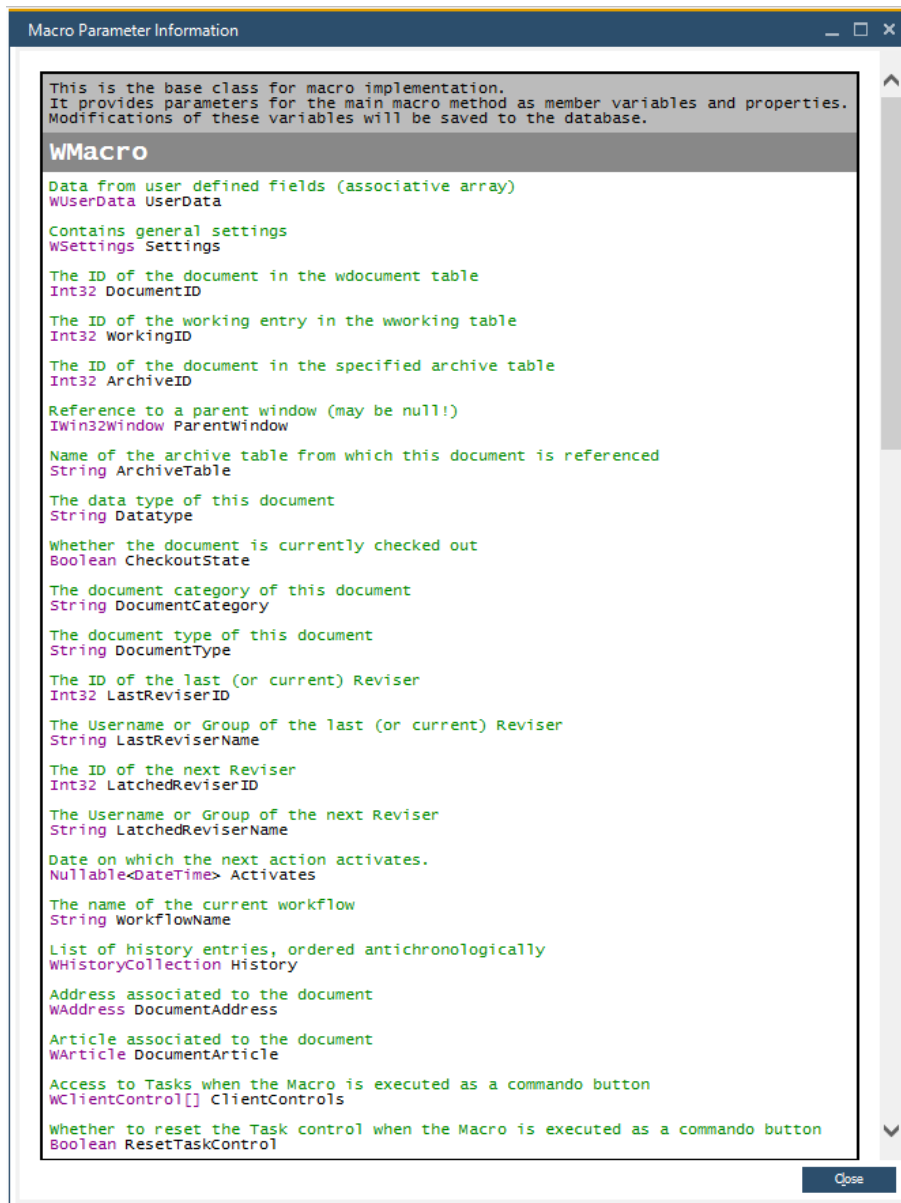 Macro Parameter Information
This is the base class for macro implementation.
It provides parameters for the main macro method as member variables and properties.
Modifications of these variables will be saved to the database.
WMacro
Data from user defined fields (associative array)
WUserData UserData
Contains general settings
WSettings Settings
The ID of the document in the wdocument table
Int32 DocumentID
The ID of the working entry in the wworking table
Int32 WorkingID
The ID of the document in the specified archive table
Int32 ArchiveID
Reference to a parent window (may be null!)
IWin32Window ParentWindow
Name of the archive table from which this document is referenced
String ArchiveTable
The data type of this document
String Datatype
Whether the document is currently checked out
Boolean CheckoutState
The document category of this document
String DocumentCategory
The document type of this document
String DocumentType
The ID of the last (or current) Reviser
Int32 LastReviserID
The Username or Group of the last (or current) Reviser
String LastReviserName
The ID of the next Reviser
Int32 LatchedReviserID
The Username or Group of the next Reviser
String LatchedReviserName
Date on which the next action activates.
Nullable<DateTime> Activates
The name of the current workflow
String WorkflowName
List of history entries, ordered antichronologically
WHistoryCollection History
Address associated to the document
WAddress DocumentAddress
Article associated to the document
WArticle DocumentArticle
Access to Tasks when the Macro is executed as a commando button
WClientControl[] ClientControls
Whether to reset the Task control when the Macro is executed as a commando button
Boolean ResetTaskControl
Close